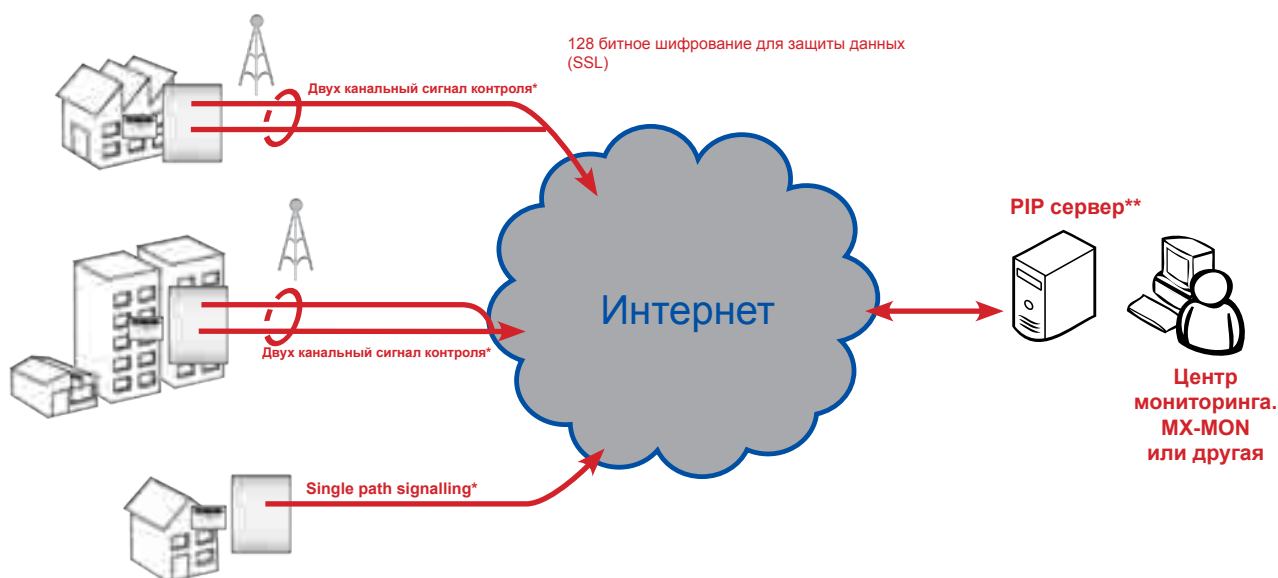 128 битное шифрование для защиты данных
(SSL)
Двух канальный сигнал контроля*
PIP сервер**
Интернет
Двух канальный сигнал контроля*
Центр
мониторинга.
MX-MON
или другая
Single path signalling*